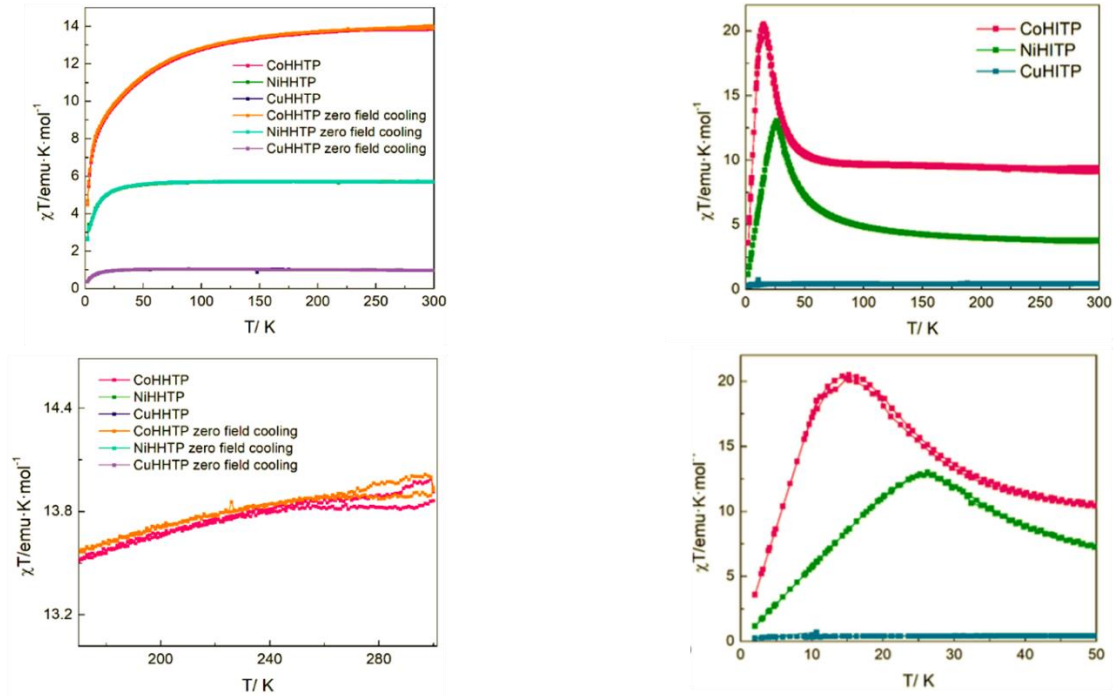 14
12
10
8
6
4
2
0
χT/emu·K·mol⁻¹
CoHHTP
NiHHTP
CuHHTP
CoHHTP zero field cooling
NiHHTP zero field cooling
CuHHTP zero field cooling
0 50 100 150 200 250 300
T/ K
20
15
10
5
0
χT/emu·K·mol⁻¹
CoHITP
NiHITP
CuHITP
0 50 100 150 200 250 300
T/ K
14.4
13.8
13.2
χT/emu·K·mol⁻¹
CoHHTP
NiHHTP
CuHHTP
CoHHTP zero field cooling
NiHHTP zero field cooling
CuHHTP zero field cooling
200 240 280
T/ K
20
15
10
5
0
χT/emu·K·mol
0 10 20 30 40 50
T/ K